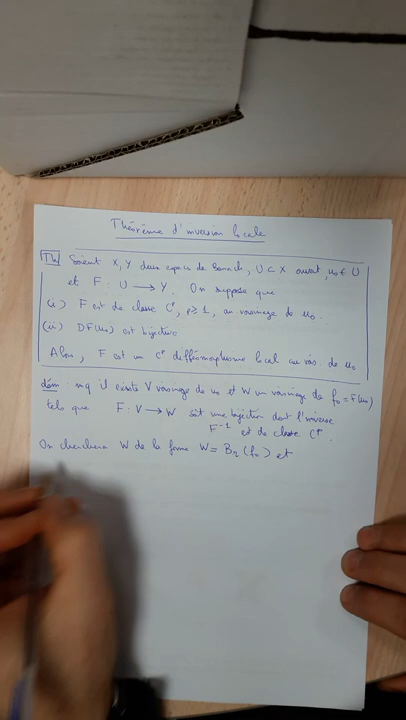 Théorème d'inversion locale
Th Soient X, Y deux espaces de Banach, U ⊂ X ouvert, u₀ ∈ U
et F : U → Y. On suppose que
(i) F est de classe Cᵖ, p ≥ 1, au voisinage de u₀.
(ii) DF(u₀) est bijective.
Alors, F est un Cᵖ difféomorphisme local au vois. de u₀
dém : mq il existe V voisinage de u₀ et W un voisinage de f₀ = F(u₀)
tels que F : V → W soit une bijection dont l'inverse
F⁻¹ est de classe Cᵖ.
On cherchera W de la forme W = B_r(f₀) et